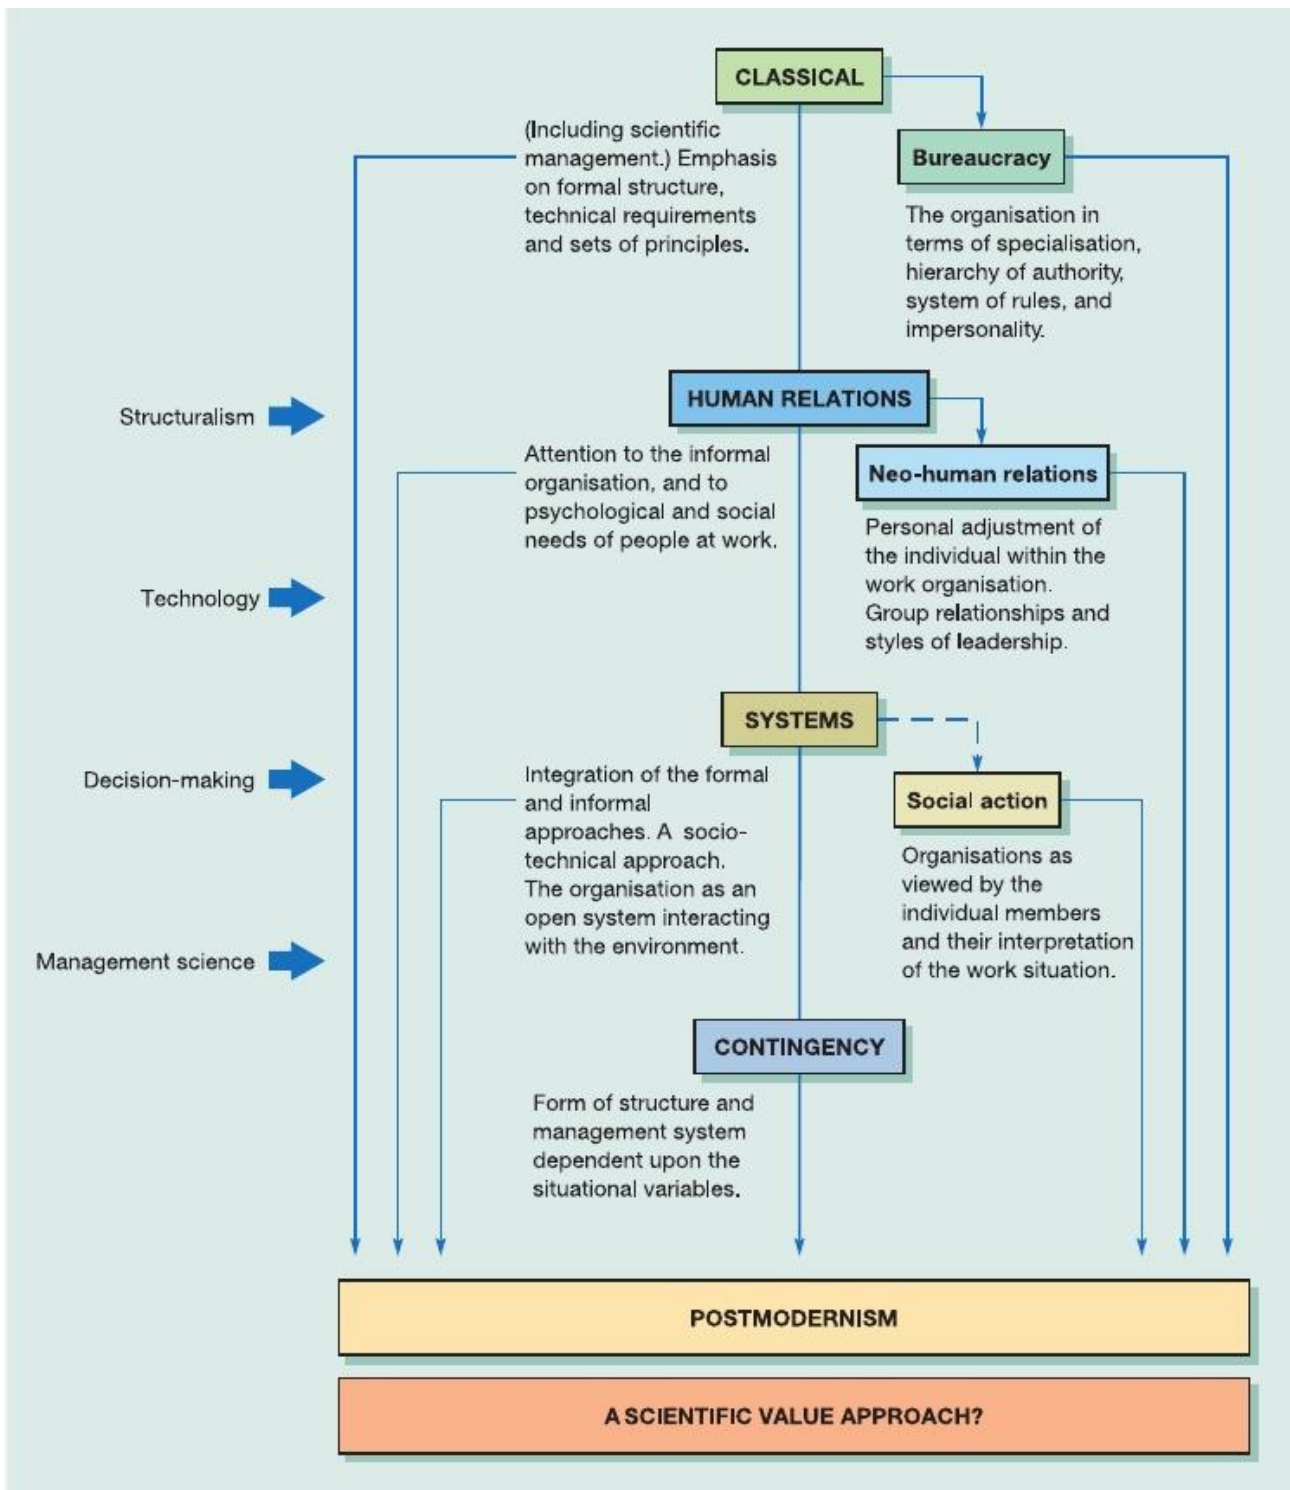 CLASSICAL
(Including scientific
management.) Emphasis
on formal structure,
technical requirements
and sets of principles.
Bureaucracy
The organisation in
terms of specialisation,
hierarchy of authority,
system of rules, and
impersonality.
Structuralism
HUMAN RELATIONS
Attention to the informal
organisation, and to
psychological and social
needs of people at work.
Neo-human relations
Personal adjustment of
the individual within the
work organisation.
Group relationships and
styles of leadership.
Technology
SYSTEMS
Integration of the formal
and informal
approaches. A socio-
technical approach.
The organisation as an
open system interacting
with the environment.
Decision-making
Social action
Organisations as
viewed by the
individual members
and their interpretation
of the work situation.
Management science
CONTINGENCY
Form of structure and
management system
dependent upon the
situational variables.
POSTMODERNISM
A SCIENTIFIC VALUE APPROACH?